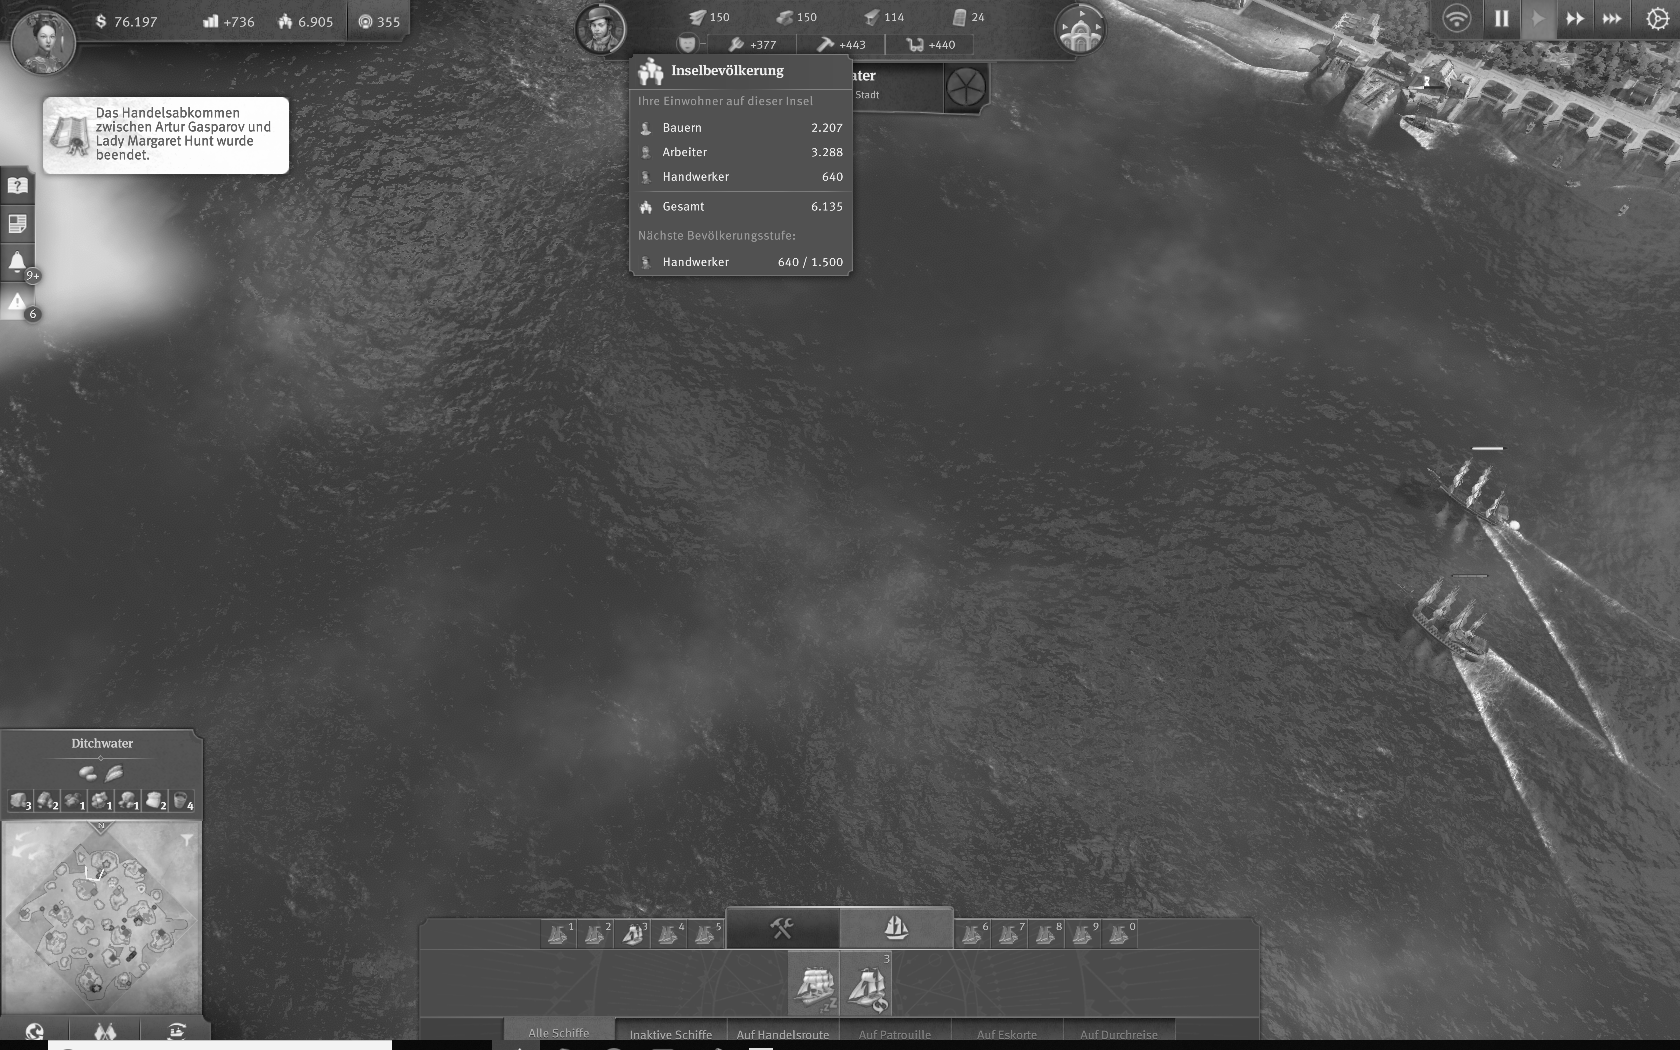 $ 76.197 +736 6.905 355
150 150 114 24
+377 +443 +440
Inselbevölkerung
Ihre Einwohner auf dieser Insel
Bauern 2.207
Arbeiter 3.288
Handwerker 640
Gesamt 6.135
Nächste Bevölkerungsstufe:
Handwerker 640 / 1.500
Stadt
Das Handelsabkommen
zwischen Artur Gasparov und
Lady Margaret Hunt wurde
beendet.
9+
6
Ditchwater
3 2 1 1 1 2 4
N
1 2 3 4 5 6 7 8 9 0
3
zZ
Alle Schiffe Inaktive Schiffe Auf Handelsroute Auf Patrouille Auf Eskorte Auf Durchreise